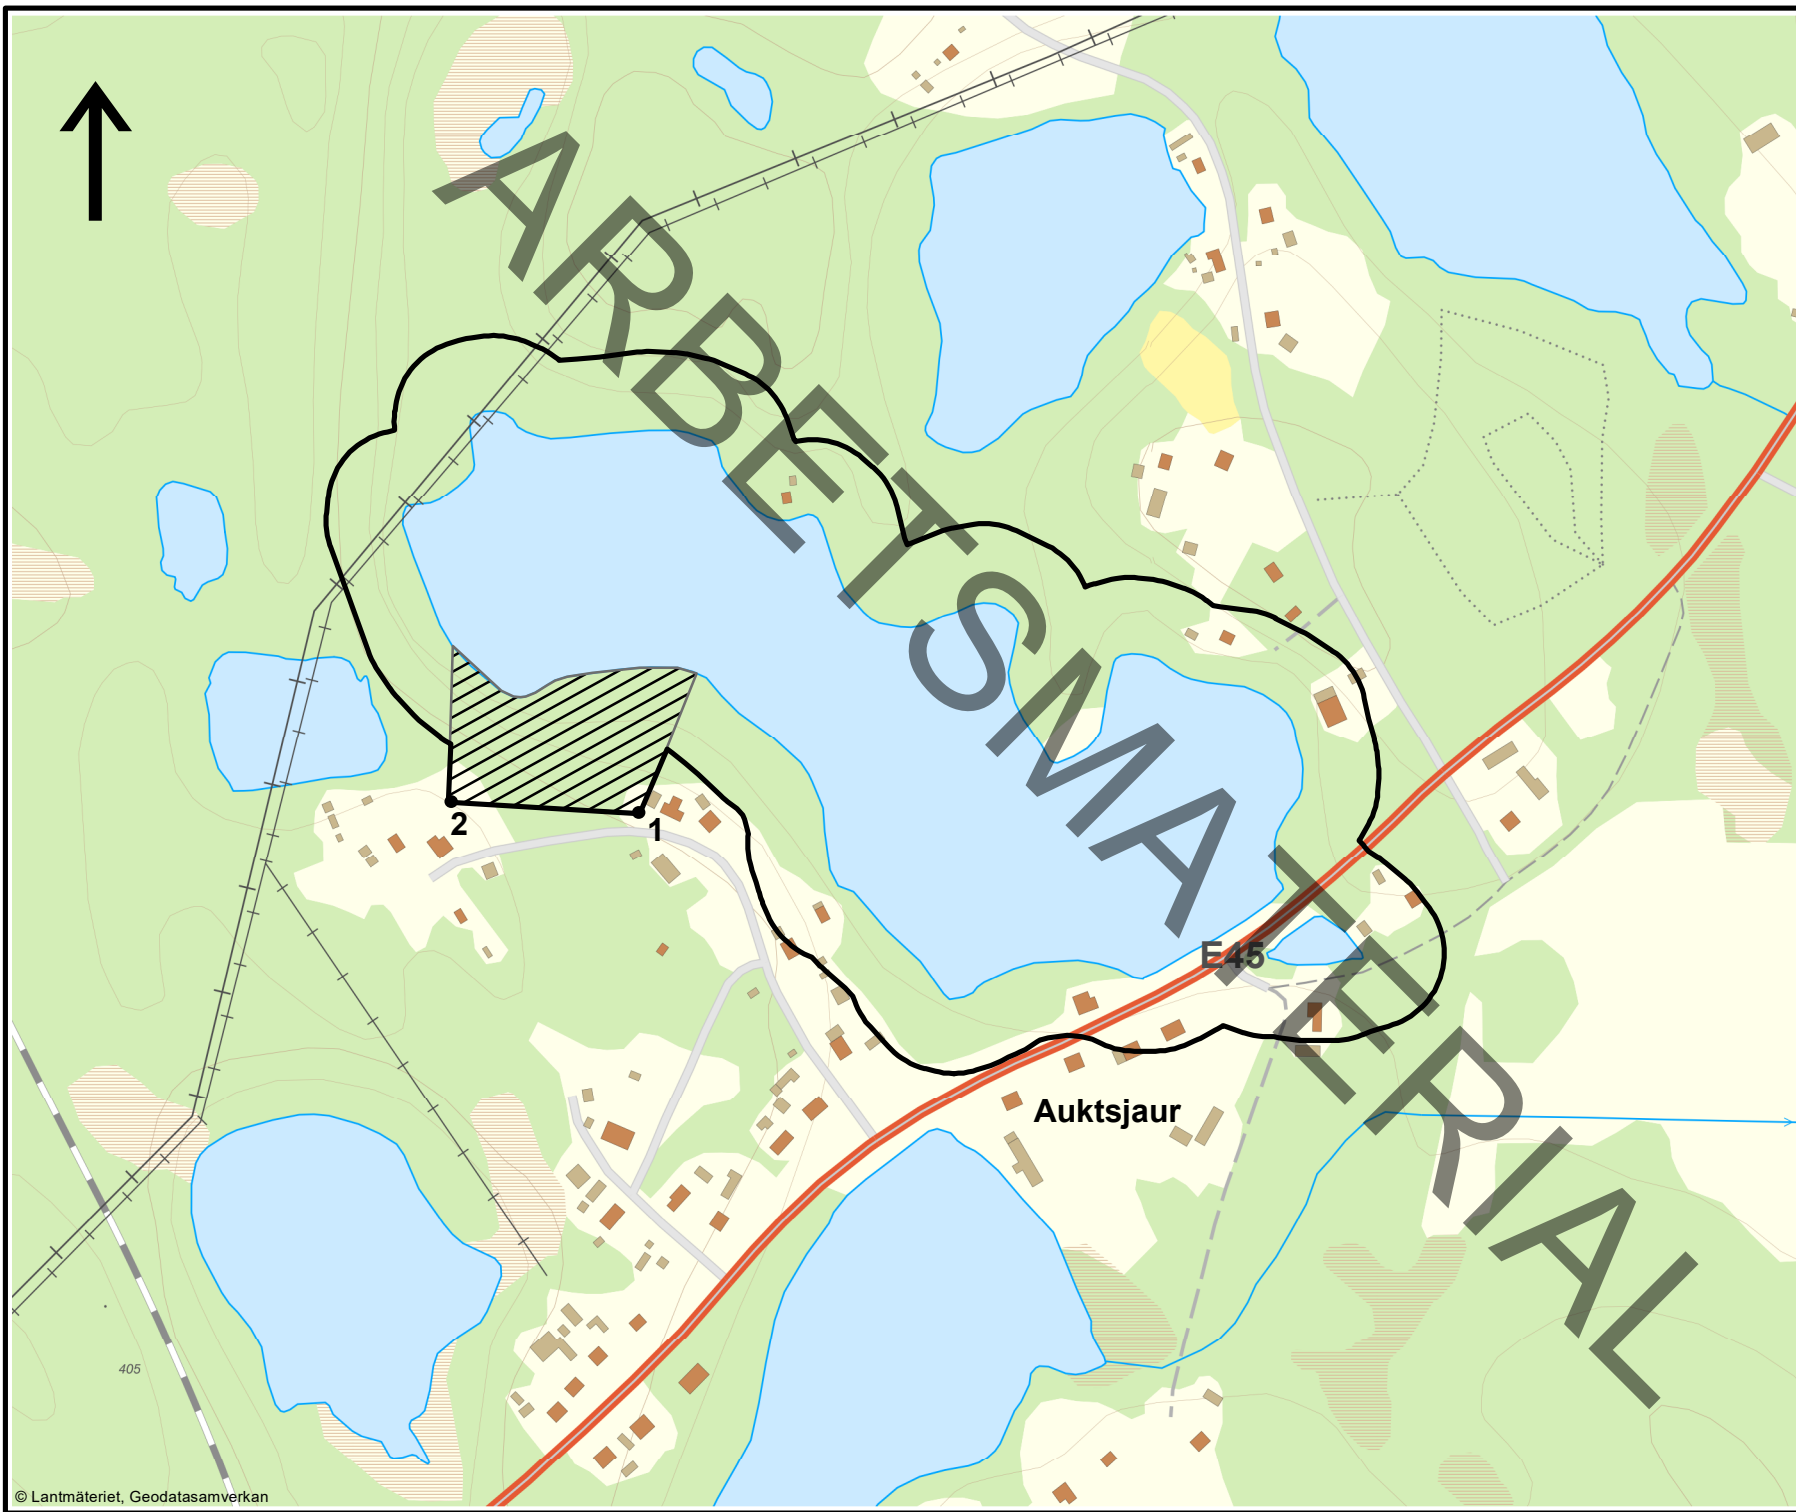 ARBETSMATERIAL
2
1
E45
Auktsjaur
405
© Lantmäteriet, Geodatasamverkan